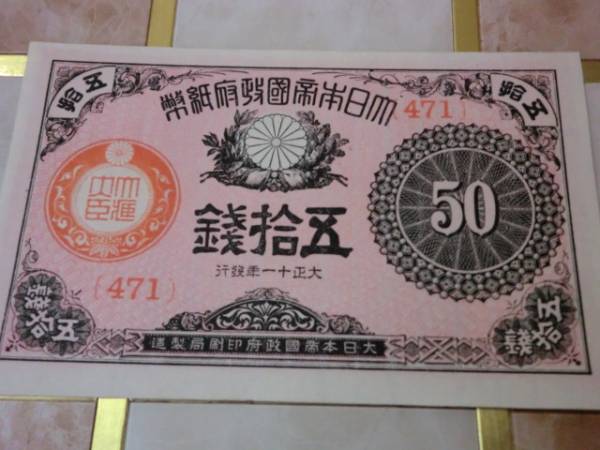 五拾
五拾
大日本帝國政府紙幣
(471)
大藏大臣
五拾錢
50
大正十一年發行
(471)
五拾錢
五拾錢
大日本帝國政府印刷局製造